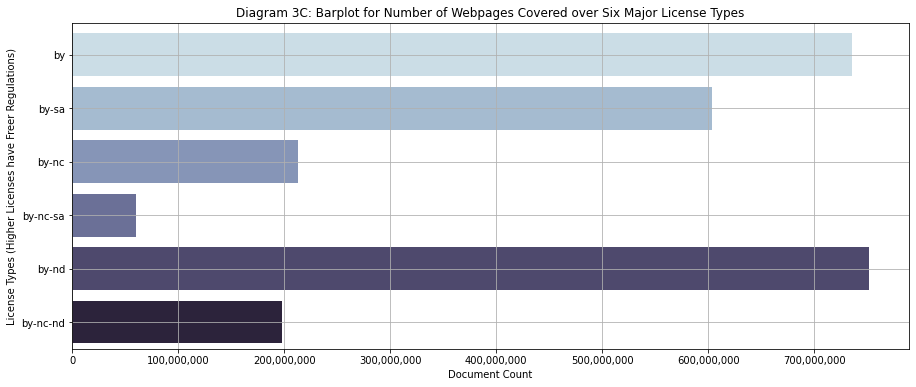 Diagram 3C: Barplot for Number of Webpages Covered over Six Major License Types
License Types (Higher Licenses have Freer Regulations)
by
by-sa
by-nc
by-nc-sa
by-nd
by-nc-nd
0
100,000,000
200,000,000
300,000,000
400,000,000
500,000,000
600,000,000
700,000,000
Document Count